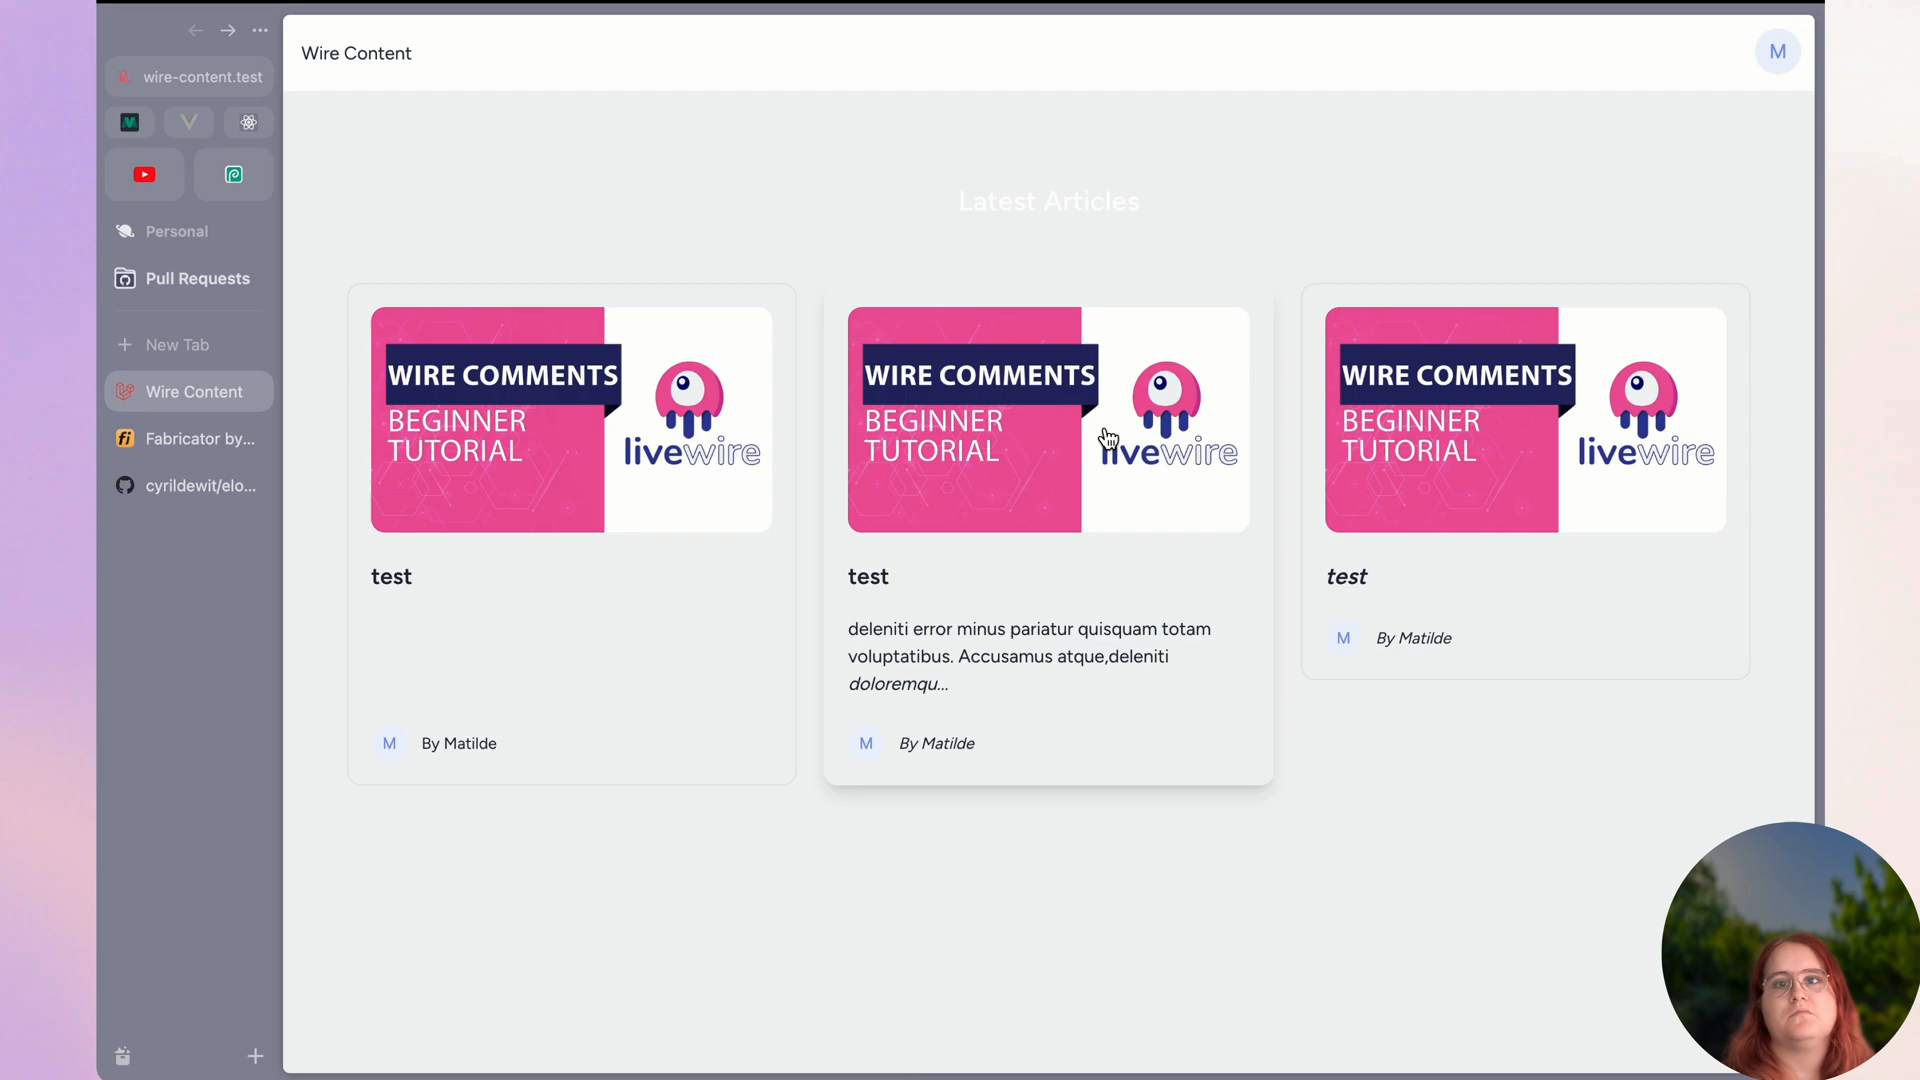 Wire Content
M
wire-content.test
Personal
Pull Requests
New Tab
Wire Content
fi Fabricator by...
cyrildewit/elo...
Latest Articles
WIRE COMMENTS
BEGINNER
TUTORIAL
livewire
test
M By Matilde
WIRE COMMENTS
BEGINNER
TUTORIAL
livewire
test
deleniti error minus pariatur quisquam totam
voluptatibus. Accusamus atque,deleniti
doloremqu...
M By Matilde
WIRE COMMENTS
BEGINNER
TUTORIAL
livewire
test
M By Matilde